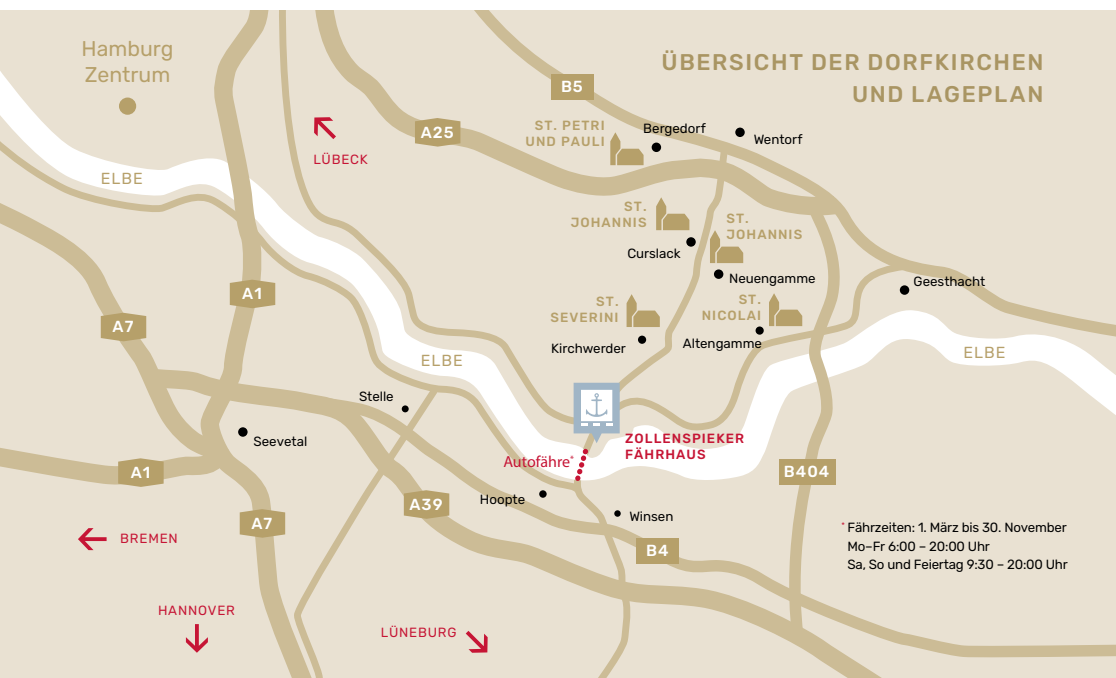 Hamburg
Zentrum
ÜBERSICHT DER DORFKIRCHEN
UND LAGEPLAN
B5
A25
ST. PETRI
UND PAULI
Bergedorf
Wentorf
LÜBECK
ELBE
ST.
JOHANNIS
Curslack
ST.
JOHANNIS
Neuengamme
Geesthacht
A1
A7
ST.
SEVERINI
Kirchwerder
ST.
NICOLAI
Altengamme
ELBE
ELBE
Stelle
Seevetal
ZOLLENSPIEKER
FÄHRHAUS
Autofähre*
A1
B404
Hoopte
A39
Winsen
A7
B4
BREMEN
* Fährzeiten: 1. März bis 30. November
Mo–Fr 6:00 – 20:00 Uhr
Sa, So und Feiertag 9:30 – 20:00 Uhr
HANNOVER
LÜNEBURG